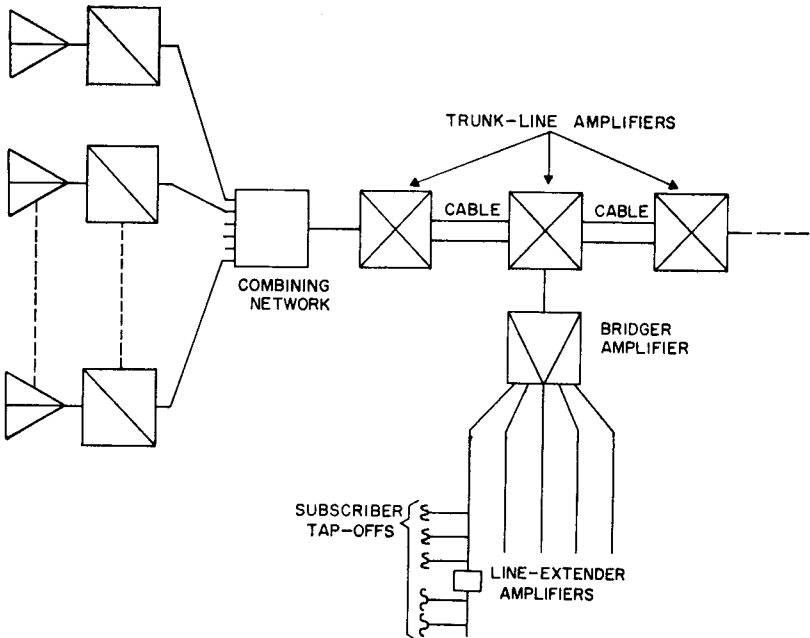 TRUNK-LINE AMPLIFIERS
CABLE
CABLE
COMBINING
NETWORK
BRIDGER
AMPLIFIER
SUBSCRIBER
TAP-OFFS
LINE-EXTENDER
AMPLIFIERS